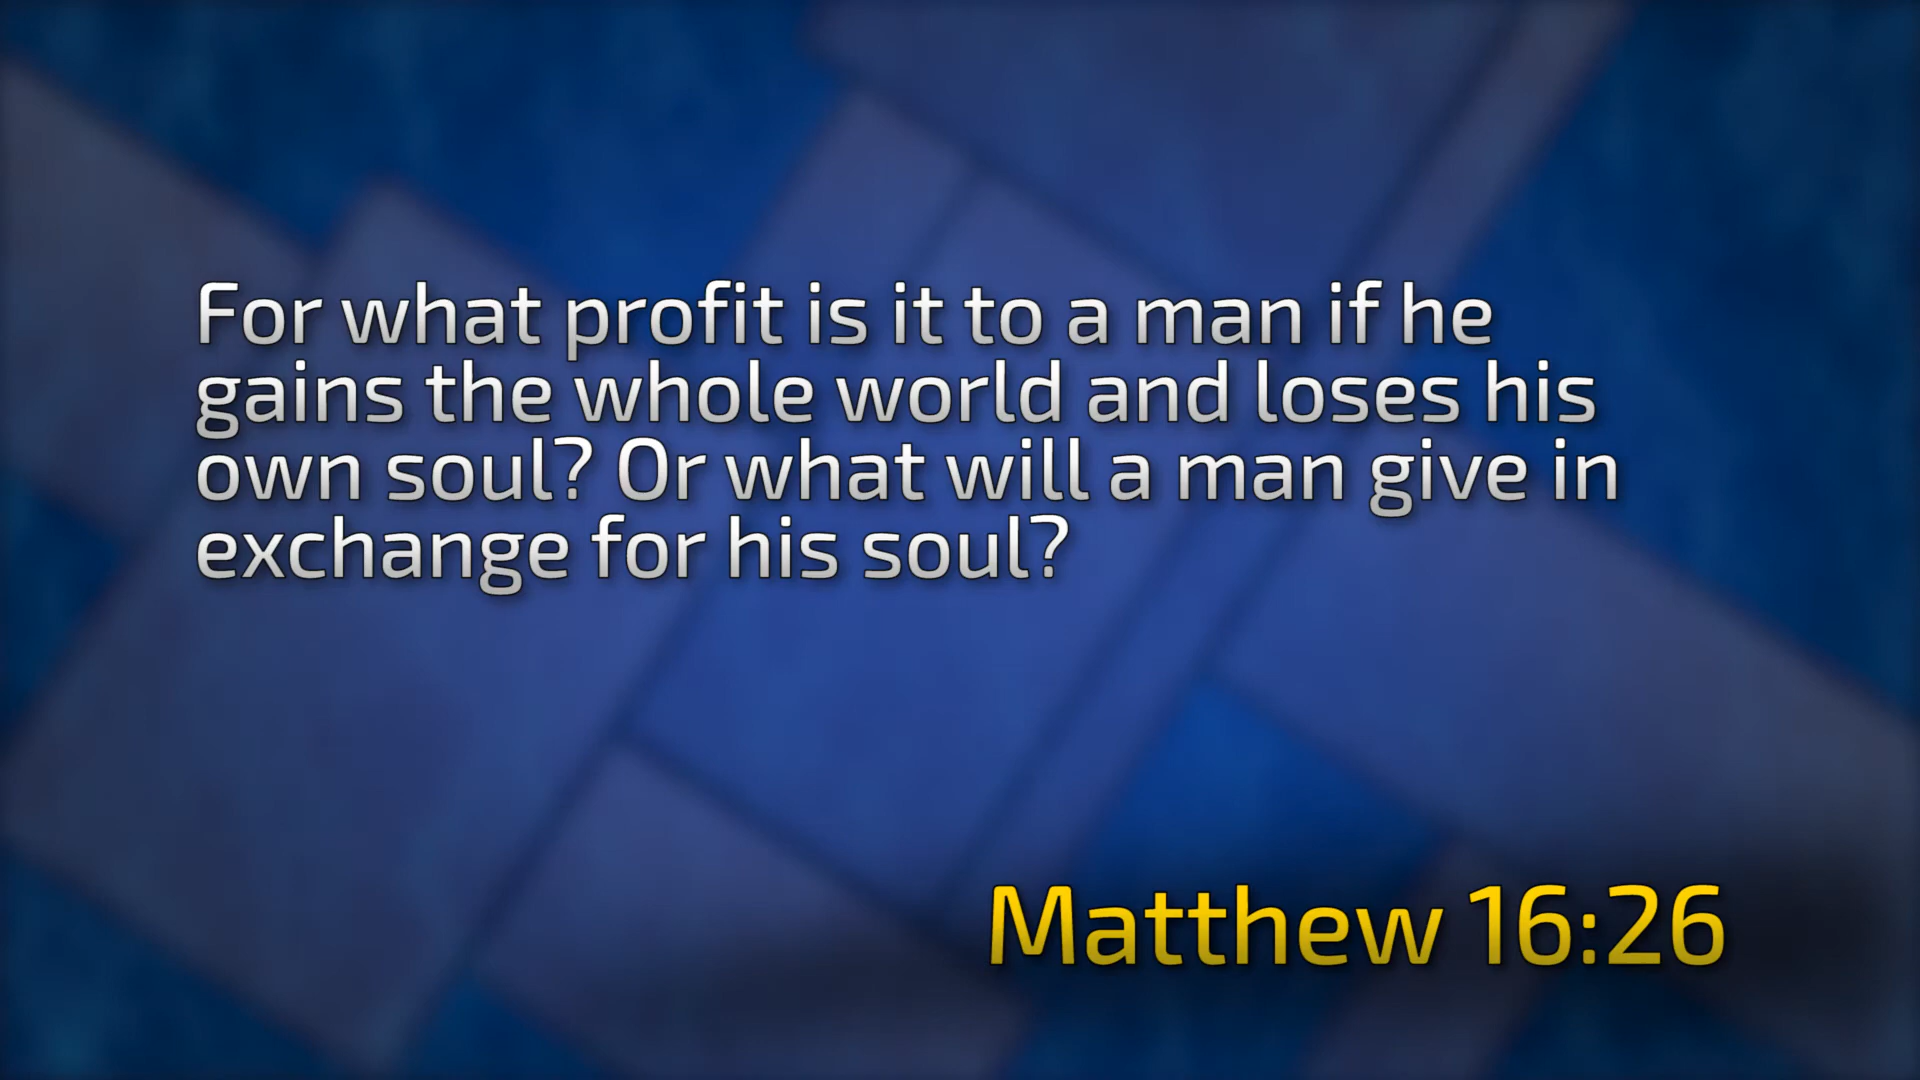 For what profit is it to a man if he
gains the whole world and loses his
own soul? Or what will a man give in
exchange for his soul?
Matthew 16:26